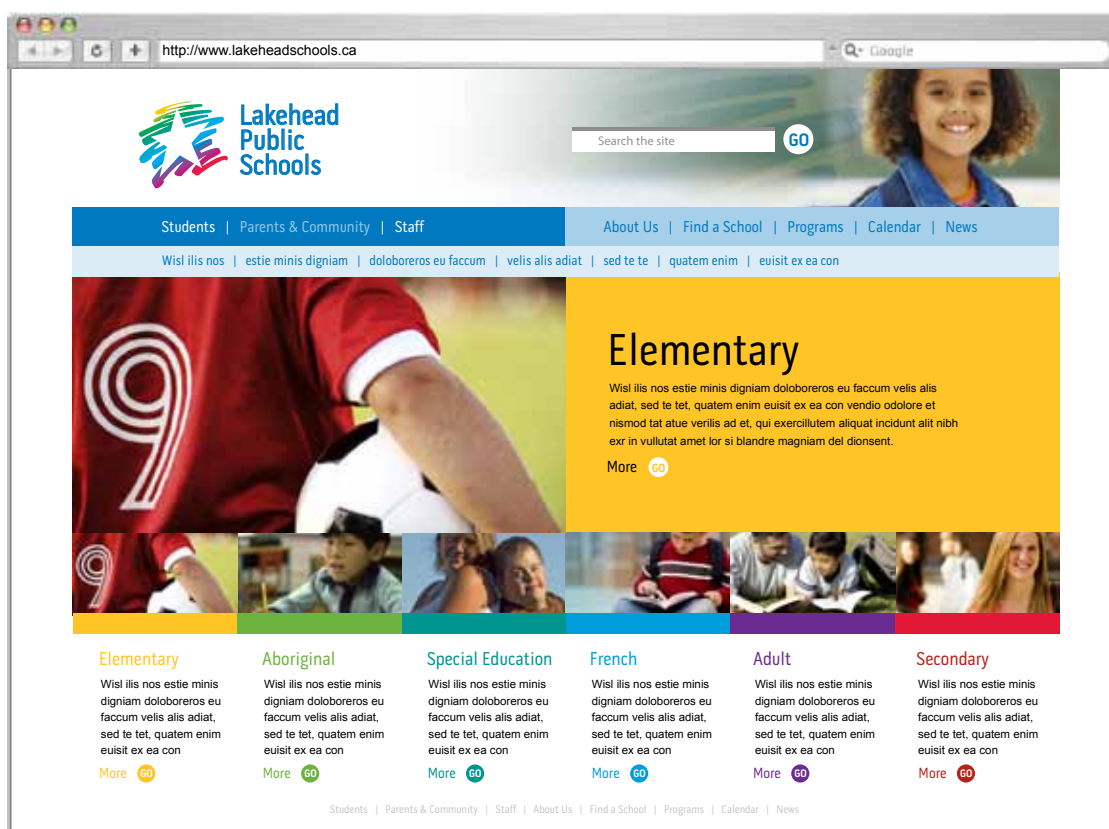 http://www.lakeheadschools.ca
Google
Lakehead
Public
Schools
Search the site
GO
Students | Parents & Community | Staff
About Us | Find a School | Programs | Calendar | News
Wisl ilis nos | estie minis digniam | doloboreros eu faccum | velis alis adiat | sed te te | quatem enim | euisit ex ea con
9
Elementary
Wisl ilis nos estie minis digniam doloboreros eu faccum velis alis
adiat, sed te tet, quatem enim euisit ex ea con vendio odolore et
nismod tat atue verilis ad et, qui exercillutem aliquat incidunt alit nibh
exr in vullutat amet lor si blandre magniam del dionsent.
More GO
9
Elementary
Wisl ilis nos estie minis
digniam doloboreros eu
faccum velis alis adiat,
sed te tet, quatem enim
euisit ex ea con
More GO
Aboriginal
Wisl ilis nos estie minis
digniam doloboreros eu
faccum velis alis adiat,
sed te tet, quatem enim
euisit ex ea con
More GO
Special Education
Wisl ilis nos estie minis
digniam doloboreros eu
faccum velis alis adiat,
sed te tet, quatem enim
euisit ex ea con
More GO
French
Wisl ilis nos estie minis
digniam doloboreros eu
faccum velis alis adiat,
sed te tet, quatem enim
euisit ex ea con
More GO
Adult
Wisl ilis nos estie minis
digniam doloboreros eu
faccum velis alis adiat,
sed te tet, quatem enim
euisit ex ea con
More GO
Secondary
Wisl ilis nos estie minis
digniam doloboreros eu
faccum velis alis adiat,
sed te tet, quatem enim
euisit ex ea con
More GO
Students | Parents & Community | Staff | About Us | Find a School | Programs | Calendar | News